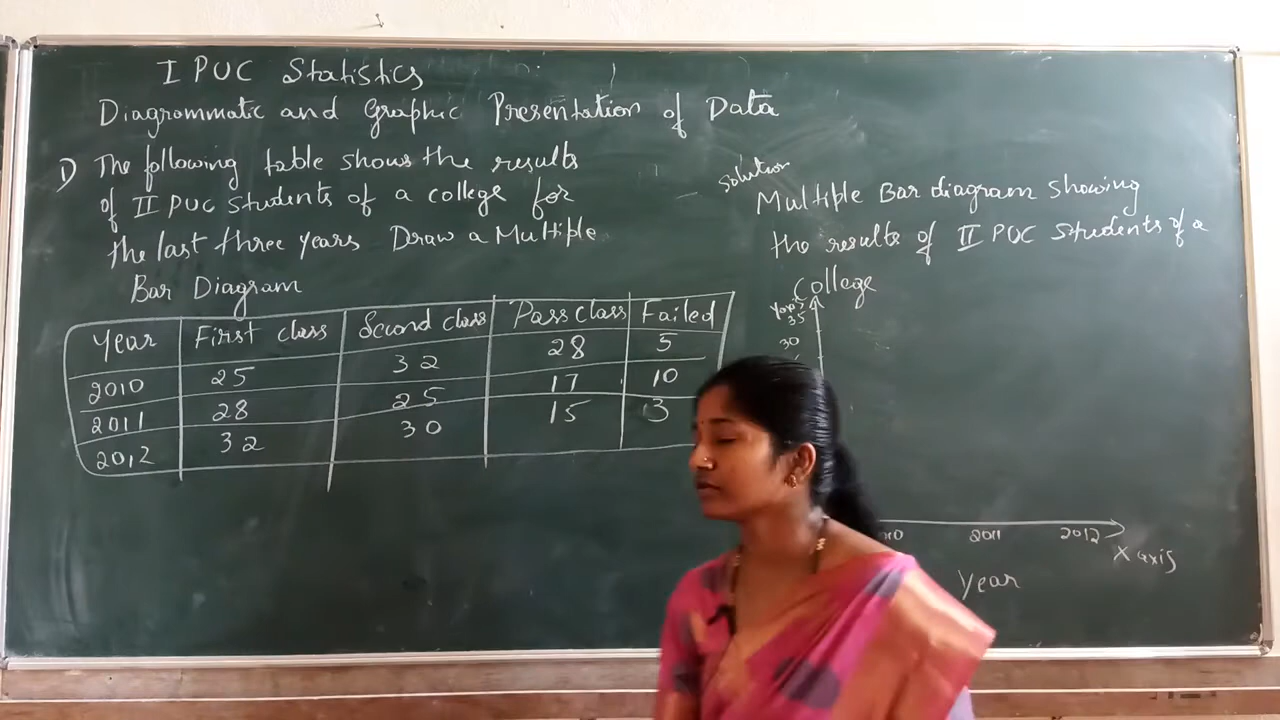 I PUC Statistics
Diagrammatic and Graphic Presentation of Data
1) The following table shows the results
of II PUC Students of a college for
the last three years Draw a Multiple
Bar Diagram
Year First class Second class Pass class Failed
2010 25 32 28 5
2011 28 25 17 10
2012 32 30 15 3
Solution
Multiple Bar diagram showing
the results of II PUC Students of a
College
35
30
2011 2012
X axis
Year